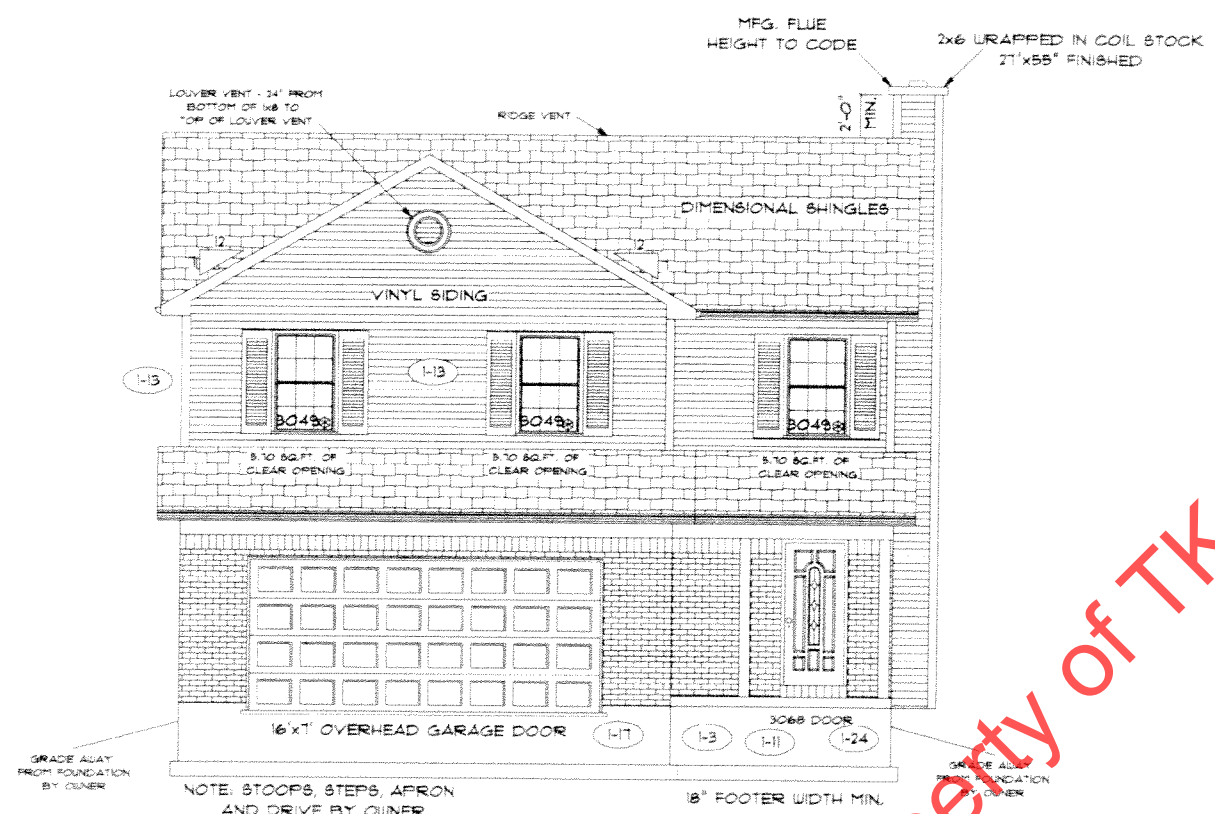 MFG. FLUE
HEIGHT TO CODE
2x6 WRAPPED IN COIL STOCK
27"x55" FINISHED
LOUVER VENT - 24" FROM
BOTTOM OF 1x8 TO
TOP OF LOUVER VENT
RIDGE VENT
MIN.
DIMENSIONAL SHINGLES
12
7
12
7
VINYL SIDING
1-13
1-13
3049
3049
3049
5.70 SQ.FT. OF
CLEAR OPENING
5.70 SQ.FT. OF
CLEAR OPENING
5.70 SQ.FT. OF
CLEAR OPENING
16'x7' OVERHEAD GARAGE DOOR
1-17
1-3
1-11
3068 DOOR
1-24
GRADE AWAY
FROM FOUNDATION
BY OWNER
GRADE AWAY
FROM FOUNDATION
BY OWNER
NOTE: STOOPS, STEPS, APRON
AND DRIVE BY OWNER
18" FOOTER WIDTH MIN.
erty of TK